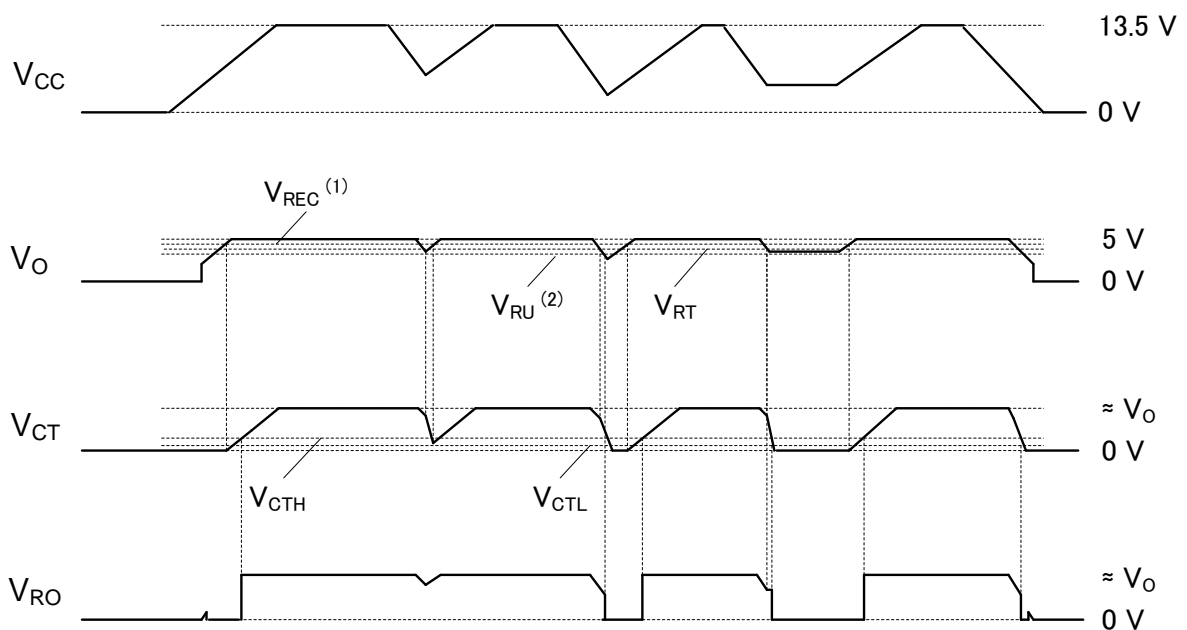 13.5 V
VCC
0 V
VREC (1)
5 V
VO
0 V
VRU (2)
VRT
≈ VO
VCT
0 V
VCTH
VCTL
≈ VO
VRO
0 V